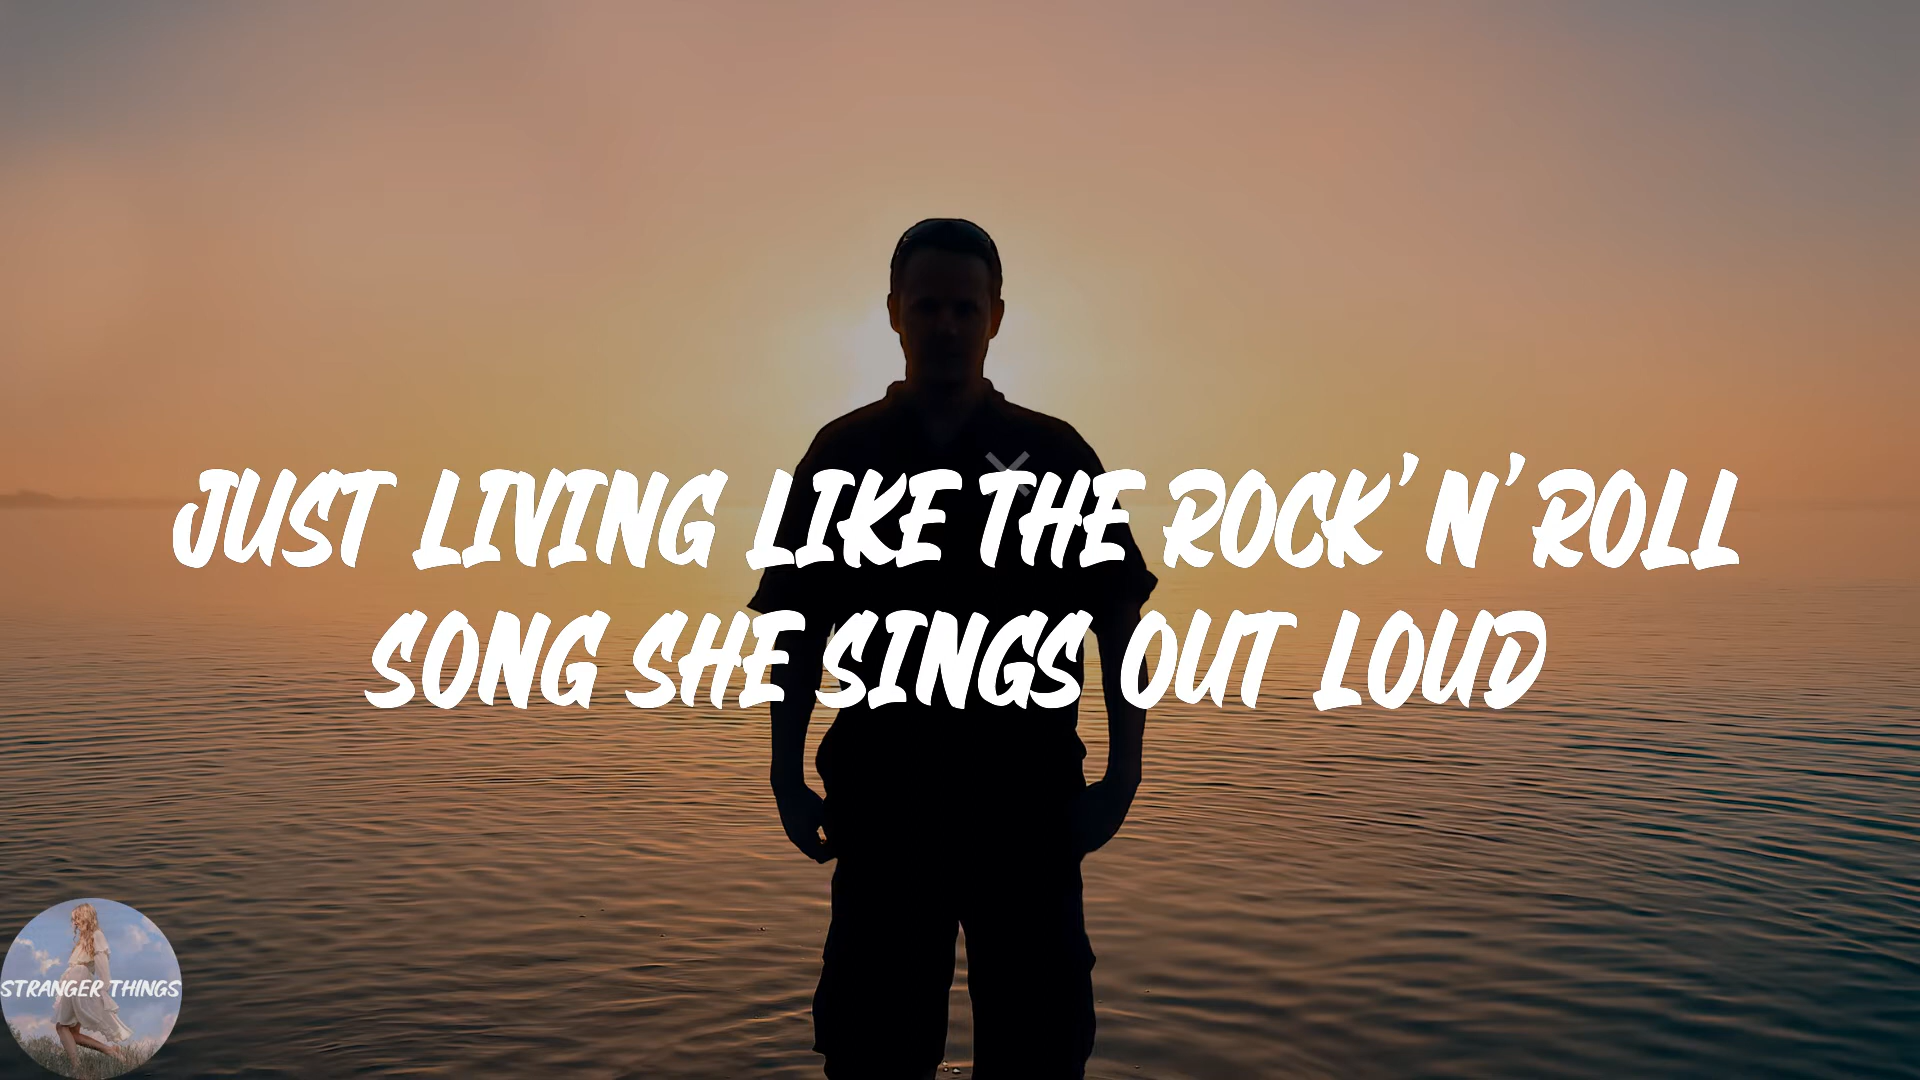 JUST LIVING LIKE THE ROCK'N'ROLL
SONG SHE SINGS OUT LOUD
STRANGER THINGS